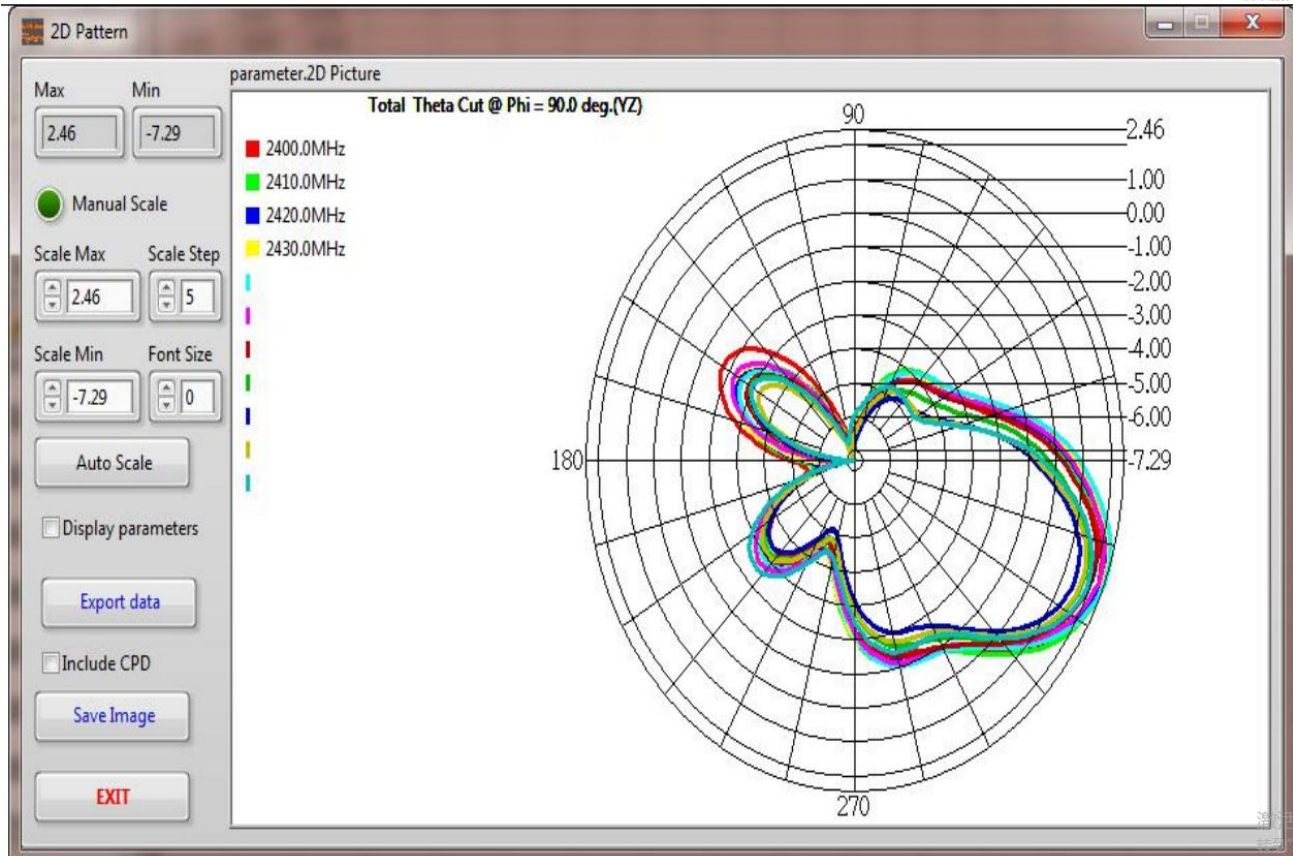 2D Pattern
X
Max Min
2.46 -7.29
Manual Scale
Scale Max Scale Step
2.46 5
Scale Min Font Size
-7.29 0
Auto Scale
Display parameters
Export data
Include CPD
Save Image
EXIT
parameter.2D Picture
Total Theta Cut @ Phi = 90.0 deg.(YZ)
2400.0MHz
2410.0MHz
2420.0MHz
2430.0MHz
90
2.46
1.00
0.00
-1.00
-2.00
-3.00
-4.00
-5.00
-6.00
-7.29
180
270